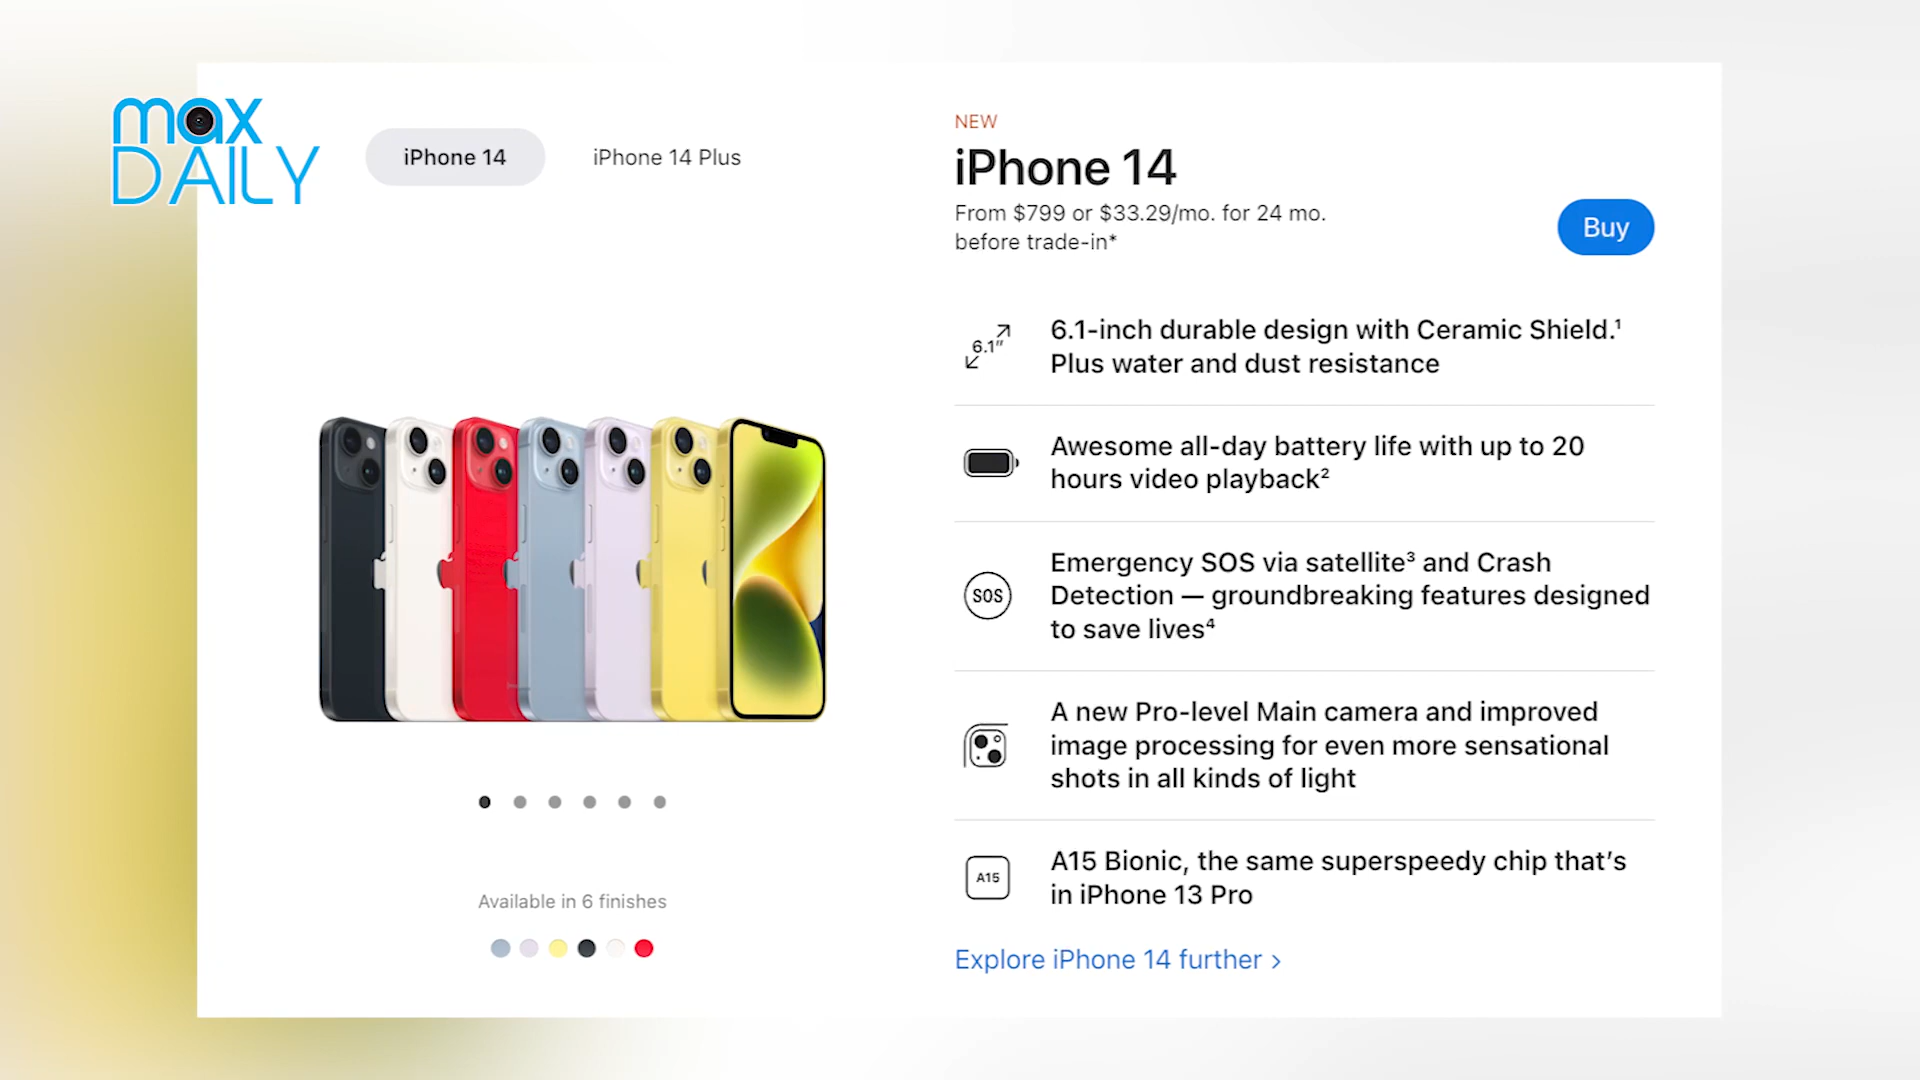 max
DAILY
iPhone 14
iPhone 14 Plus
NEW
iPhone 14
From $799 or $33.29/mo. for 24 mo.
before trade-in*
Buy
6.1"
6.1-inch durable design with Ceramic Shield.¹
Plus water and dust resistance
Awesome all-day battery life with up to 20
hours video playback²
SOS
Emergency SOS via satellite³ and Crash
Detection — groundbreaking features designed
to save lives⁴
A new Pro-level Main camera and improved
image processing for even more sensational
shots in all kinds of light
A15
A15 Bionic, the same superspeedy chip that’s
in iPhone 13 Pro
Explore iPhone 14 further >
Available in 6 finishes